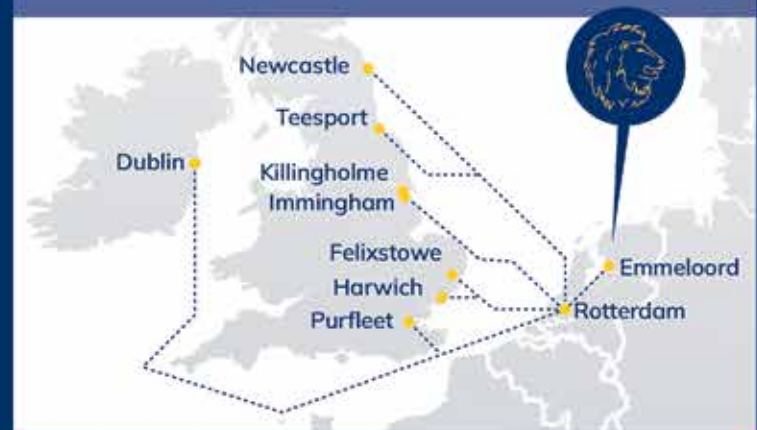 Newcastle
Teesport
Dublin
Killingholme
Immingham
Felixstowe
Harwich
Purfleet
Emmeloord
Rotterdam